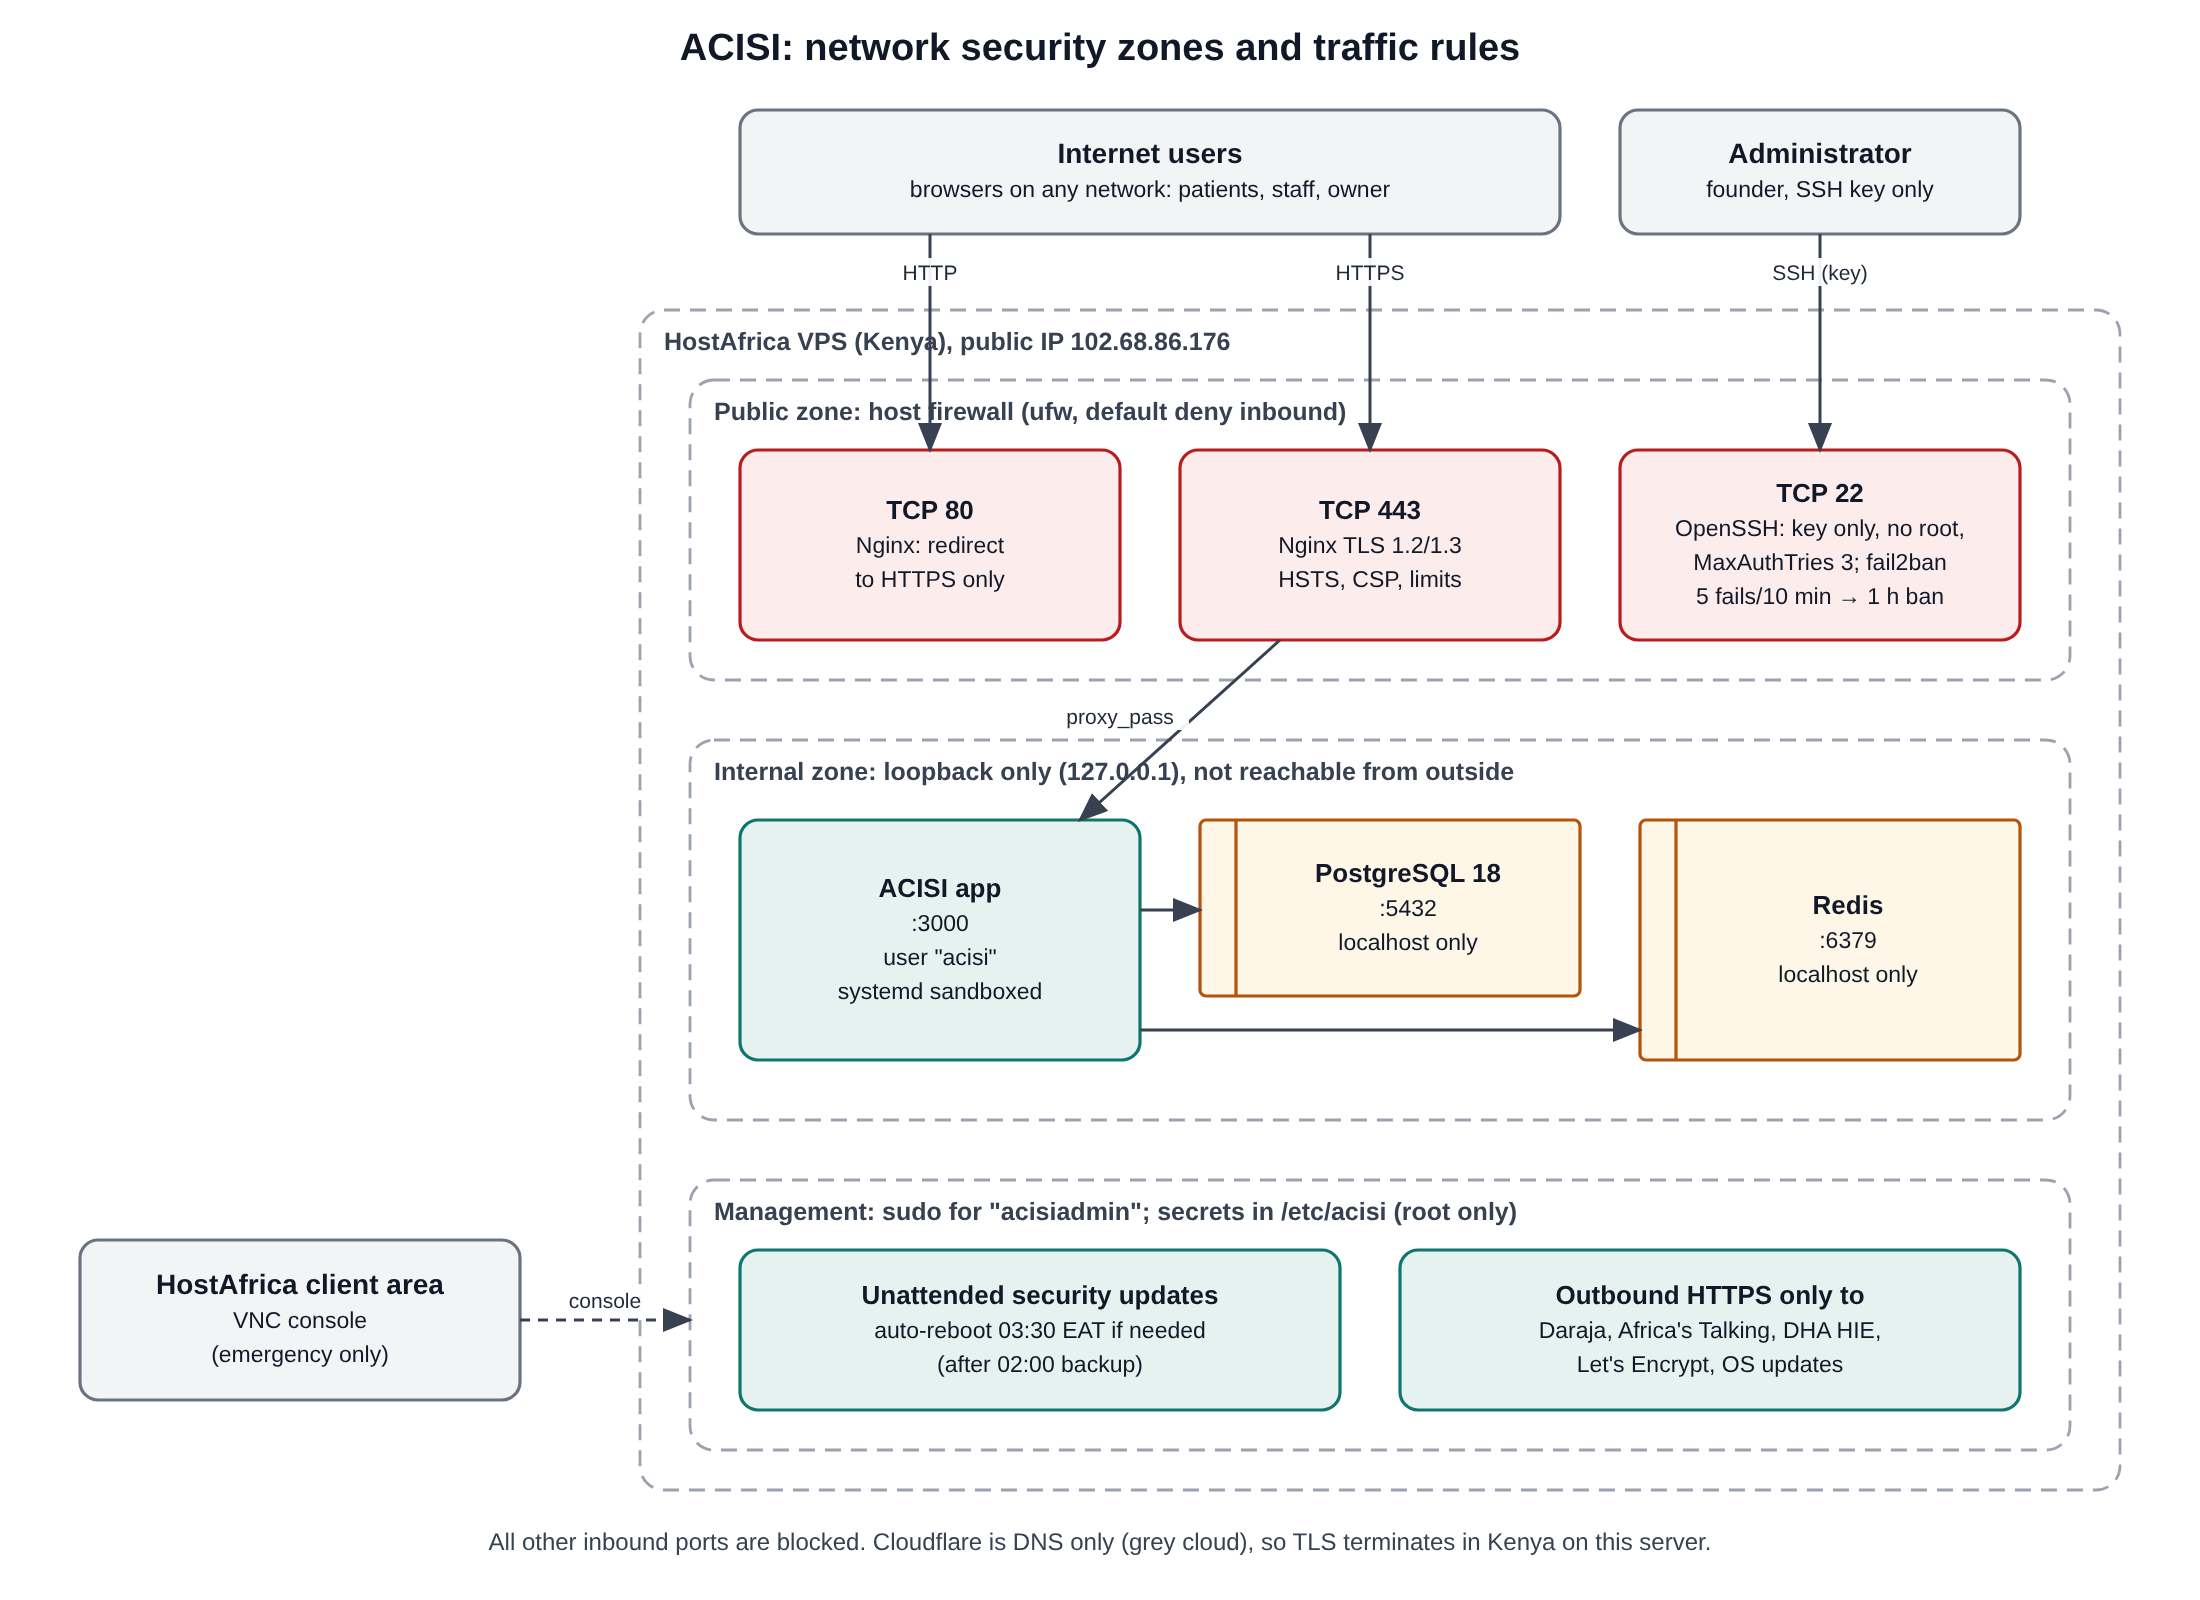 ACISI: network security zones and traffic rules
Internet users
browsers on any network: patients, staff, owner
Administrator
founder, SSH key only
HTTP
HTTPS
SSH (key)
HostAfrica VPS (Kenya), public IP 102.68.86.176
Public zone: host firewall (ufw, default deny inbound)
TCP 80
Nginx: redirect
to HTTPS only
TCP 443
Nginx TLS 1.2/1.3
HSTS, CSP, limits
TCP 22
OpenSSH: key only, no root,
MaxAuthTries 3; fail2ban
5 fails/10 min → 1 h ban
proxy_pass
Internal zone: loopback only (127.0.0.1), not reachable from outside
ACISI app
:3000
user "acisi"
systemd sandboxed
PostgreSQL 18
:5432
localhost only
Redis
:6379
localhost only
Management: sudo for "acisiadmin"; secrets in /etc/acisi (root only)
HostAfrica client area
VNC console
(emergency only)
console
Unattended security updates
auto-reboot 03:30 EAT if needed
(after 02:00 backup)
Outbound HTTPS only to
Daraja, Africa's Talking, DHA HIE,
Let's Encrypt, OS updates
All other inbound ports are blocked. Cloudflare is DNS only (grey cloud), so TLS terminates in Kenya on this server.